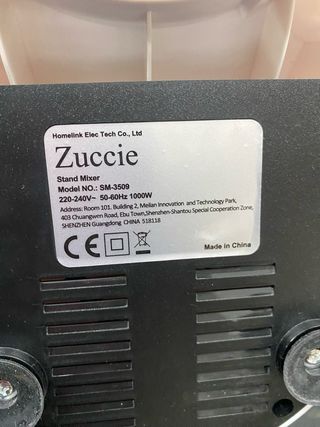 Homelink Elec Tech Co., Ltd
Zuccie
Stand Mixer
Model NO.: SM-3509
220-240V~ 50-60Hz 1000W
Address: Room 101. Building 2, Meilan Innovation and Technology Park,
403 Chuangwen Road, Ebu Town,Shenzhen-Shantou Special Cooperation Zone,
SHENZHEN Guangdong CHINA 518118
CE
Made in China